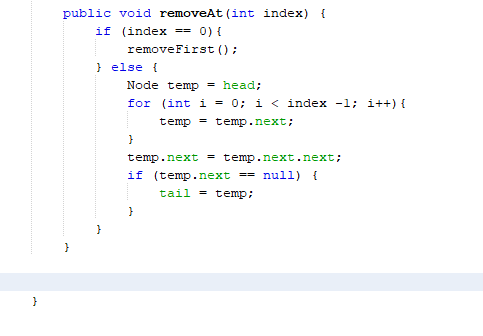 public void removeAt(int index) {
if (index == 0){
removeFirst();
} else {
Node temp = head;
for (int i = 0; i < index -1; i++){
temp = temp.next;
}
temp.next = temp.next.next;
if (temp.next == null) {
tail = temp;
}
}
}
}